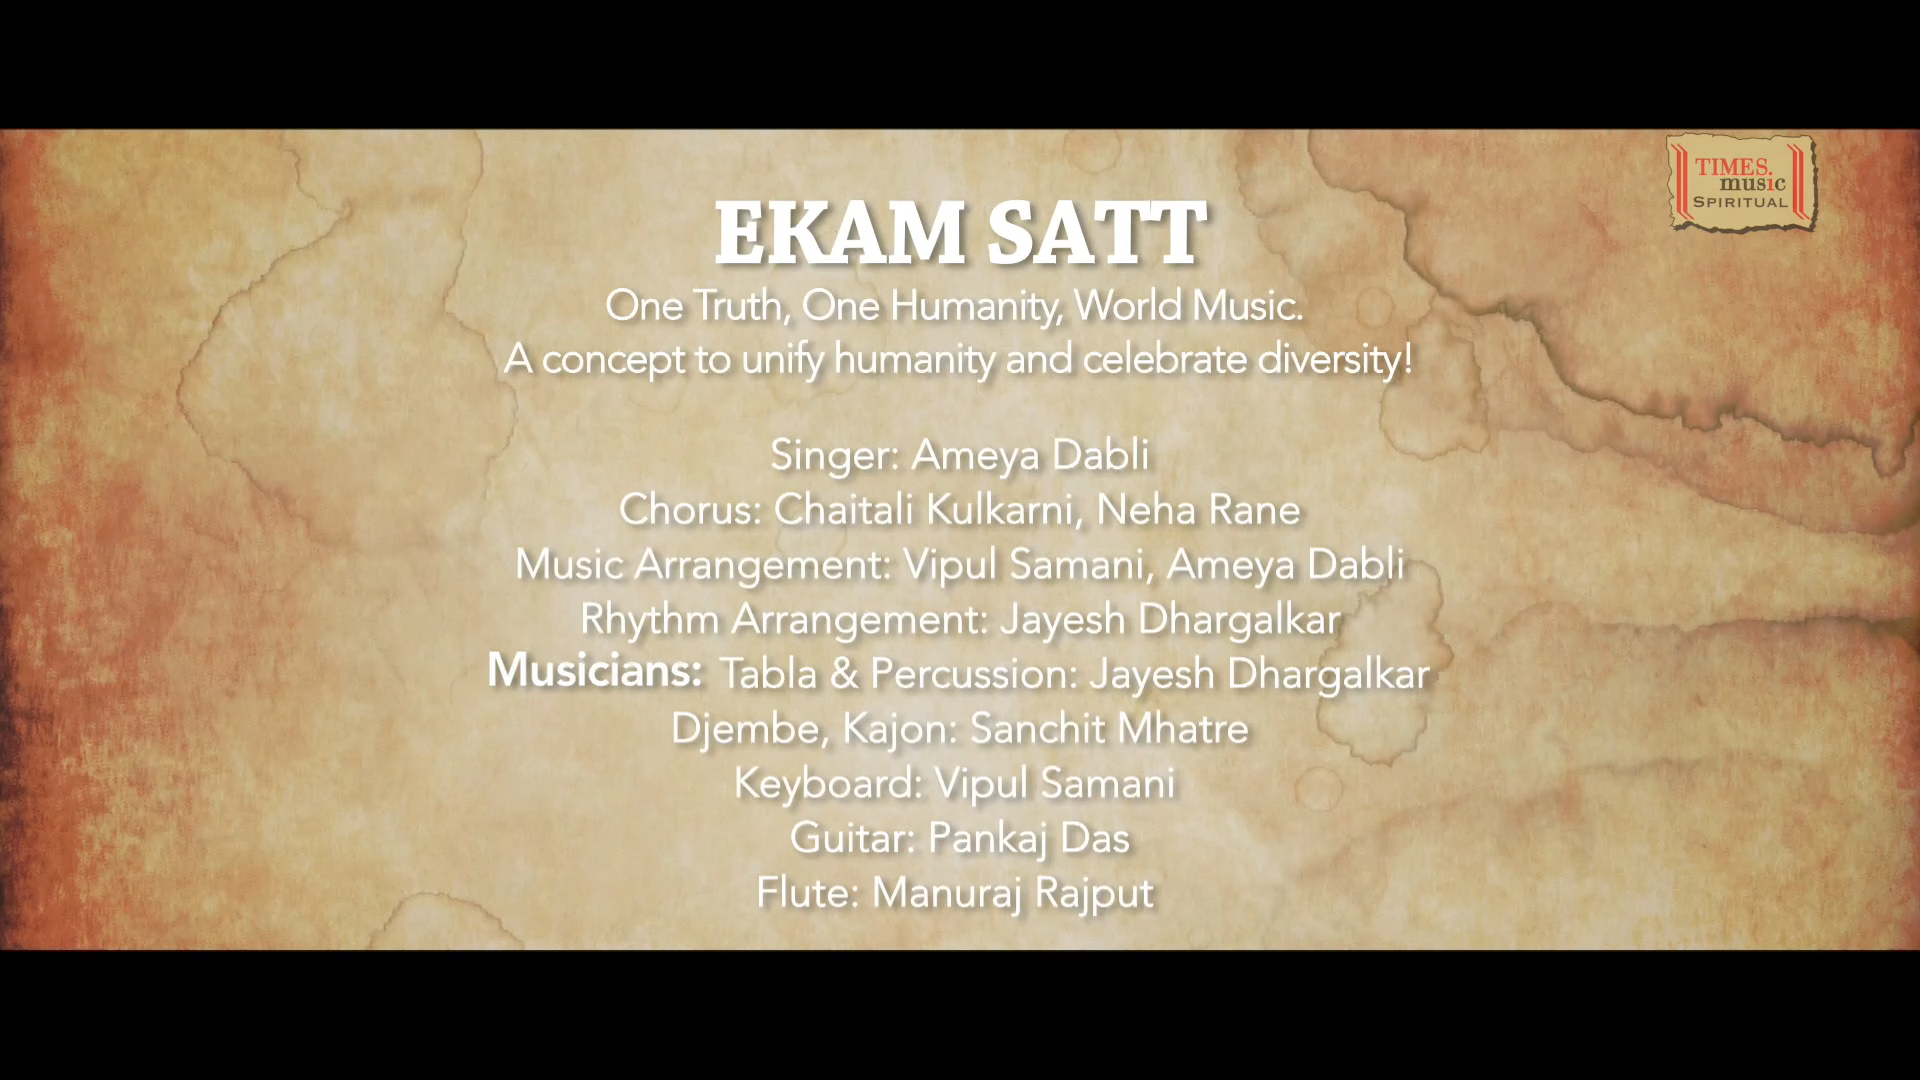 TIMES.
music
SPIRITUAL
EKAM SATT
One Truth, One Humanity, World Music.
A concept to unify humanity and celebrate diversity!
Singer: Ameya Dabli
Chorus: Chaitali Kulkarni, Neha Rane
Music Arrangement: Vipul Samani, Ameya Dabli
Rhythm Arrangement: Jayesh Dhargalkar
Musicians: Tabla & Percussion: Jayesh Dhargalkar
Djembe, Kajon: Sanchit Mhatre
Keyboard: Vipul Samani
Guitar: Pankaj Das
Flute: Manuraj Rajput